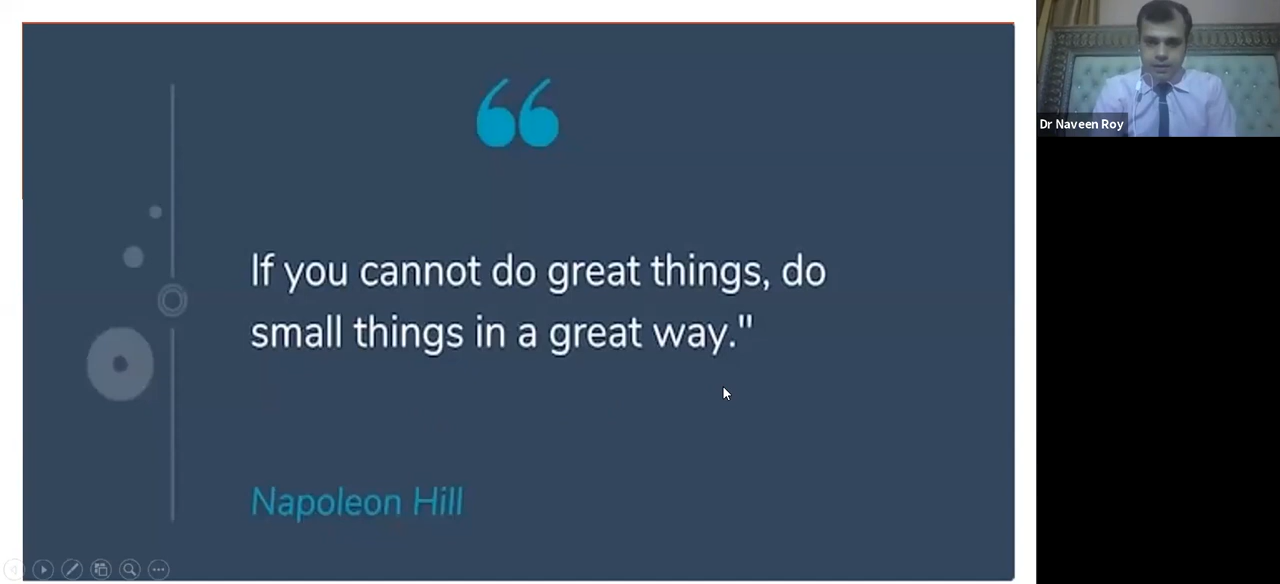 “
If you cannot do great things, do
small things in a great way."
Napoleon Hill
Dr Naveen Roy